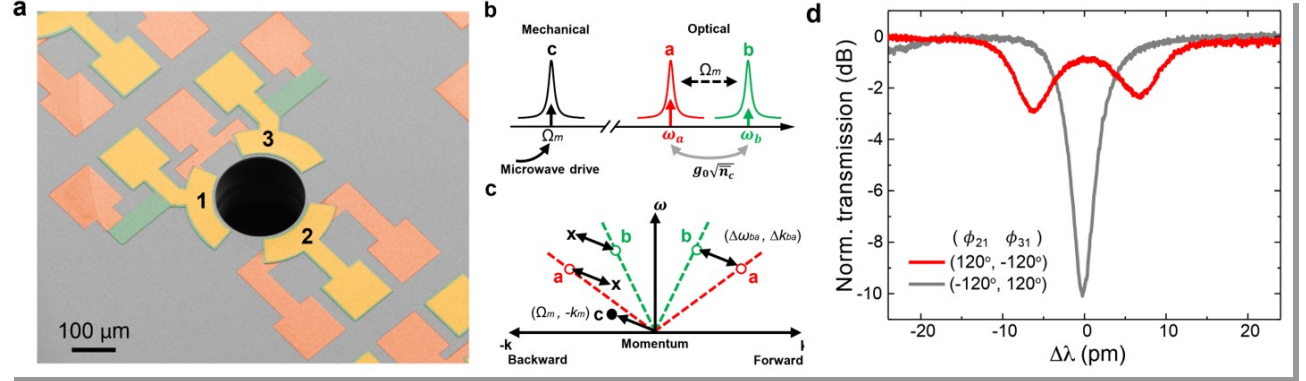 a
1
2
3
100 μm
b
Mechanical
Optical
c
a
b
Ωm
Ωm
ωa
ωb
Microwave drive
g0√n̅c
c
ω
x
b
b
(Δωba , Δkba)
a
x
a
(Ωm , -km)
c
-k
Momentum
k
Backward
Forward
d
Norm. transmission (dB)
0
-2
-4
-6
-8
-10
( ϕ21 ϕ31 )
(120°, -120°)
(-120°, 120°)
-20
-10
0
10
20
Δλ (pm)